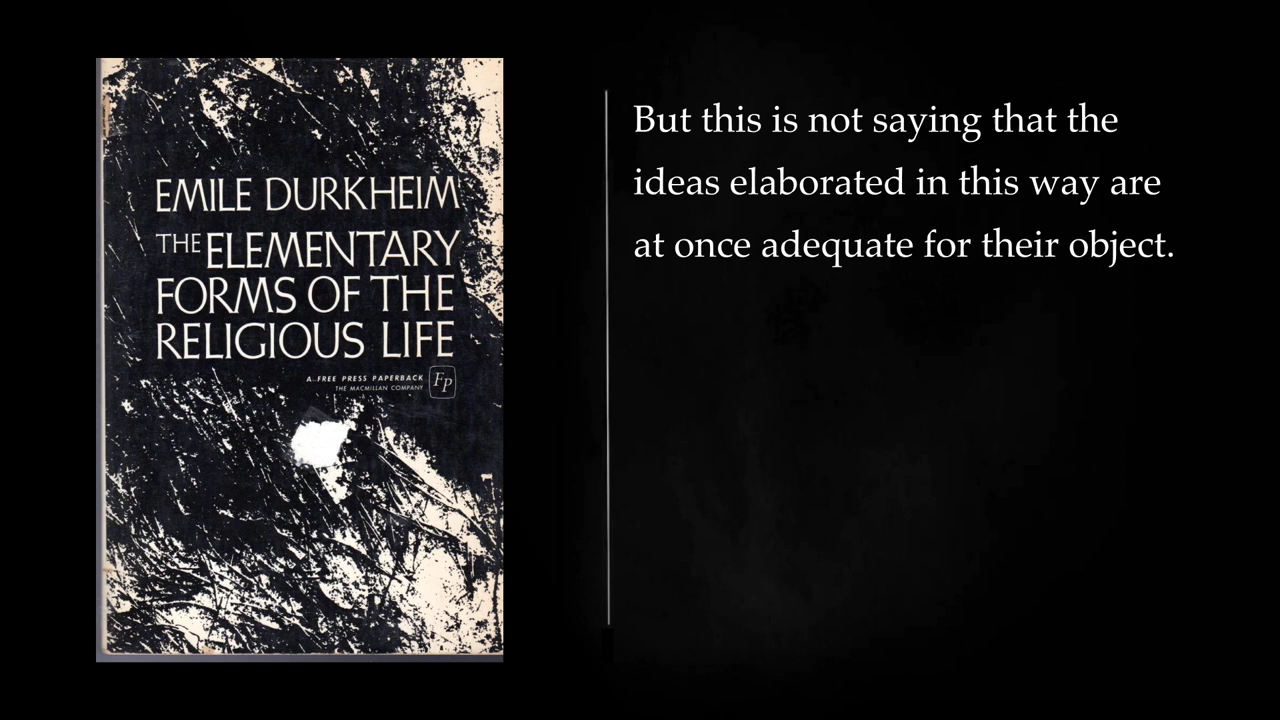 EMILE DURKHEIM
THE ELEMENTARY
FORMS OF THE
RELIGIOUS LIFE
A FREE PRESS PAPERBACK
THE MACMILLAN COMPANY
FP
But this is not saying that the
ideas elaborated in this way are
at once adequate for their object.